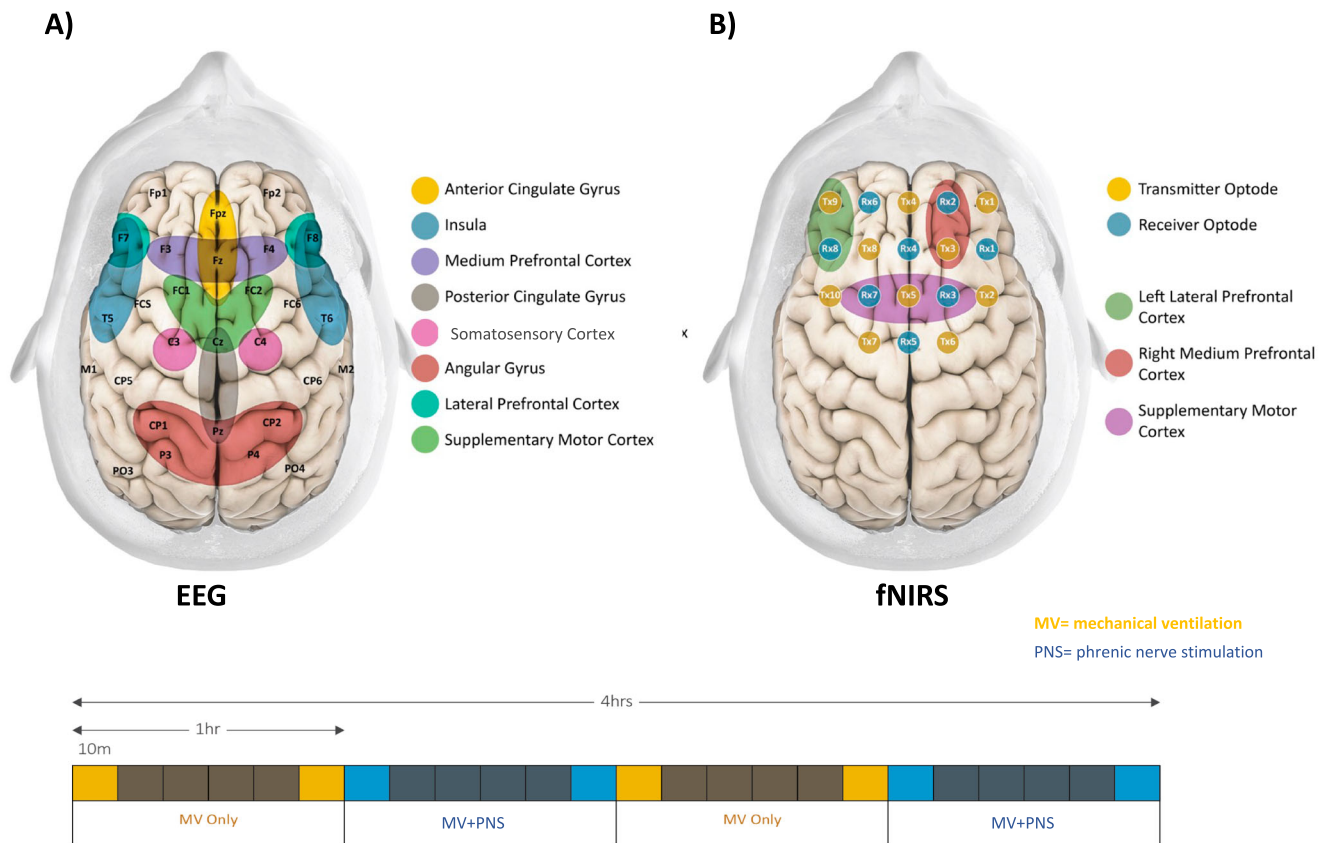 A)
B)
Fp1
Fp2
Fpz
F7
F3
Fz
F4
F8
FC1
FC2
FC5
FC6
T5
T6
C3
Cz
C4
M1
M2
CP5
CP6
CP1
CP2
Pz
P3
P4
PO3
PO4
Anterior Cingulate Gyrus
Insula
Medium Prefrontal Cortex
Posterior Cingulate Gyrus
Somatosensory Cortex
Angular Gyrus
Lateral Prefrontal Cortex
Supplementary Motor Cortex
EEG
x
Tx9
Rx6
Tx4
Rx2
Tx1
Rx8
Tx8
Rx4
Tx3
Rx1
Tx10
Rx7
Tx5
Rx3
Tx2
Tx7
Rx5
Tx6
Transmitter Optode
Receiver Optode
Left Lateral Prefrontal
Cortex
Right Medium Prefrontal
Cortex
Supplementary Motor
Cortex
fNIRS
MV= mechanical ventilation
PNS= phrenic nerve stimulation
4hrs
1hr
10m
MV Only
MV+PNS
MV Only
MV+PNS